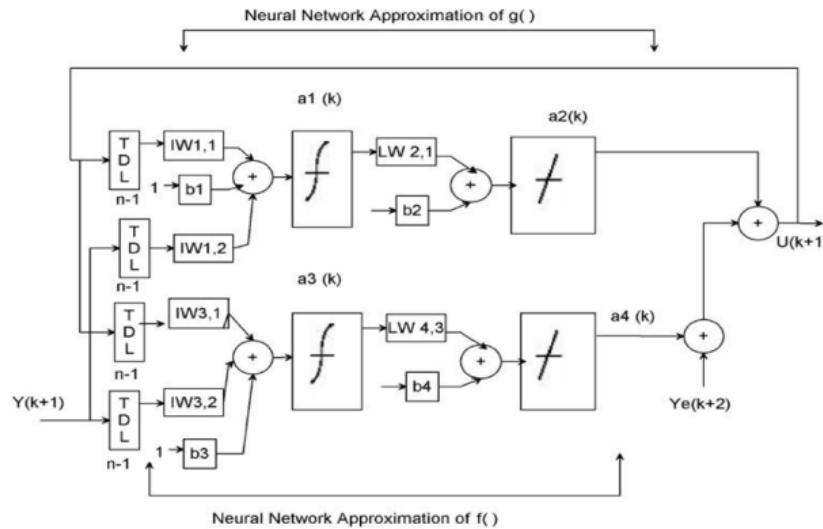 Neural Network Approximation of g( )
a1 (k)
a2(k)
T
D
L
IW1,1
LW 2,1
n-1
1
b1
+
+
b2
+
U(k+1
T
D
L
IW1,2
n-1
a3 (k)
T
D
L
IW3,1
LW 4,3
a4 (k)
n-1
+
+
+
Y(k+1)
T
D
L
IW3,2
b4
Ye(k+2)
n-1
1
b3
Neural Network Approximation of f( )